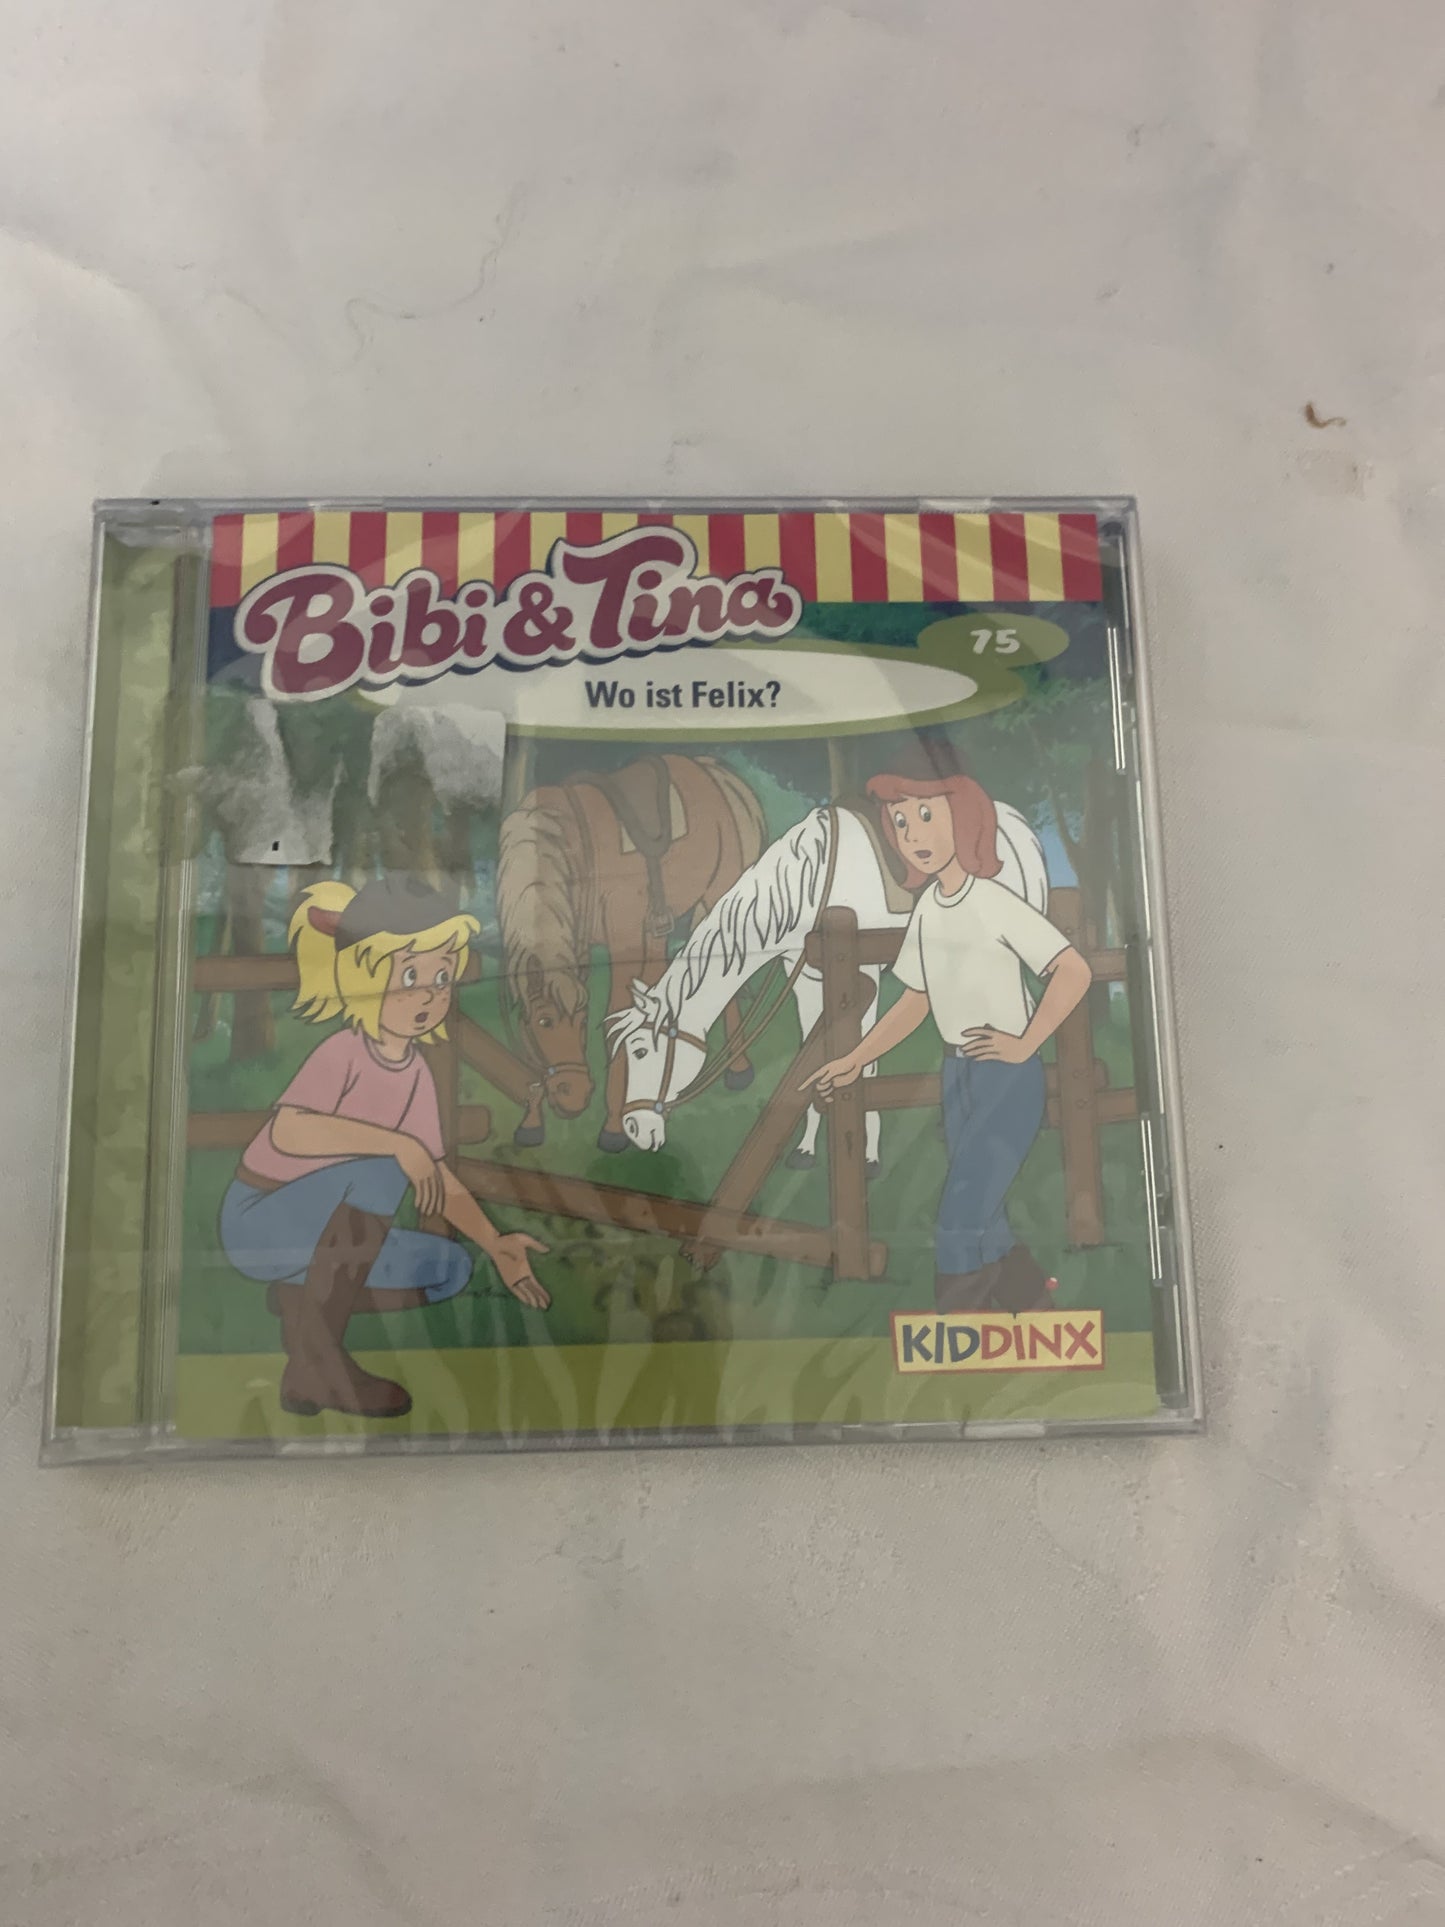 Bibi & Tina
75
Wo ist Felix?
KIDDINX